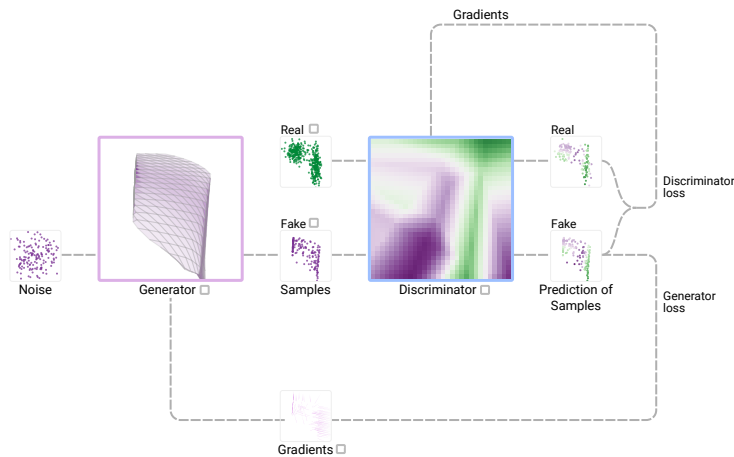 Gradients
Real
Real
Discriminator
loss
Fake
Fake
Noise
Generator
Samples
Discriminator
Prediction of
Samples
Generator
loss
Gradients